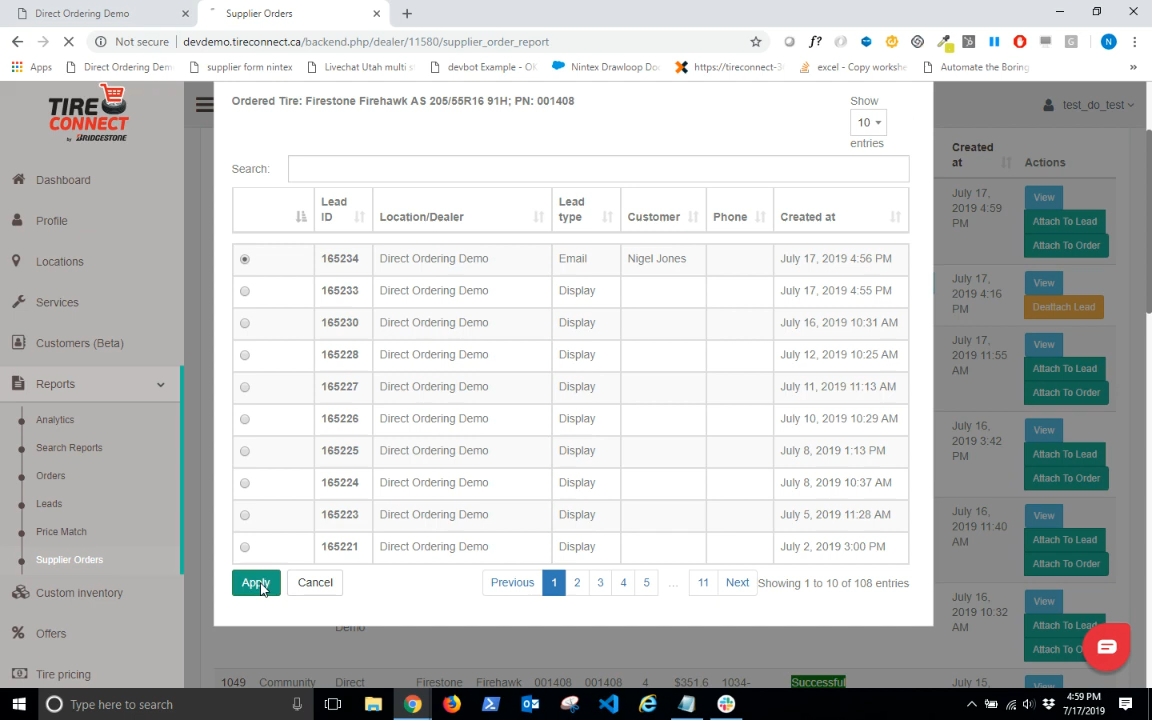 Direct Ordering Demo
Supplier Orders
Not secure
devdemo.tireconnect.ca/backend.php/dealer/11580/supplier_order_report
Apps
Direct Ordering Dem
supplier form nintex
Livechat Utah multi s
devbot Example - OK
Nintex Drawloop Do
https://tireconnect-3
excel - Copy workshe
Automate the Boring
»
TIRE
CONNECT
by BRIDGESTONE
test_do_test
Dashboard
Profile
Locations
Services
Customers (Beta)
Reports
Analytics
Search Reports
Orders
Leads
Price Match
Supplier Orders
Custom inventory
Offers
Tire pricing
Ordered Tire: Firestone Firehawk AS 205/55R16 91H; PN: 001408
Show
10
entries
Search:
Lead ID Location/Dealer Lead type Customer Phone Created at
165234 Direct Ordering Demo Email Nigel Jones July 17, 2019 4:56 PM
165233 Direct Ordering Demo Display July 17, 2019 4:55 PM
165230 Direct Ordering Demo Display July 16, 2019 10:31 AM
165228 Direct Ordering Demo Display July 12, 2019 10:25 AM
165227 Direct Ordering Demo Display July 11, 2019 11:13 AM
165226 Direct Ordering Demo Display July 10, 2019 10:29 AM
165225 Direct Ordering Demo Display July 8, 2019 1:13 PM
165224 Direct Ordering Demo Display July 8, 2019 10:37 AM
165223 Direct Ordering Demo Display July 5, 2019 11:28 AM
165221 Direct Ordering Demo Display July 2, 2019 3:00 PM
Apply
Cancel
Previous 1 2 3 4 5 ... 11 Next
Showing 1 to 10 of 108 entries
Created at
Actions
July 17, 2019 4:59 PM
View
Attach To Lead
Attach To Order
July 17, 2019 4:16 PM
View
Deattach Lead
July 17, 2019 11:55 AM
View
Attach To Lead
Attach To Order
July 16, 2019 3:42 PM
View
Attach To Lead
Attach To Order
July 16, 2019 11:40 AM
View
Attach To Lead
Attach To Order
July 16, 2019 10:32 AM
View
Attach To Lead
Attach To O
Demo
1049 Community Direct Firestone Firehawk 001408 001408 4 $351.6 1034- Successful July 15, View
Type here to search
4:59 PM
7/17/2019